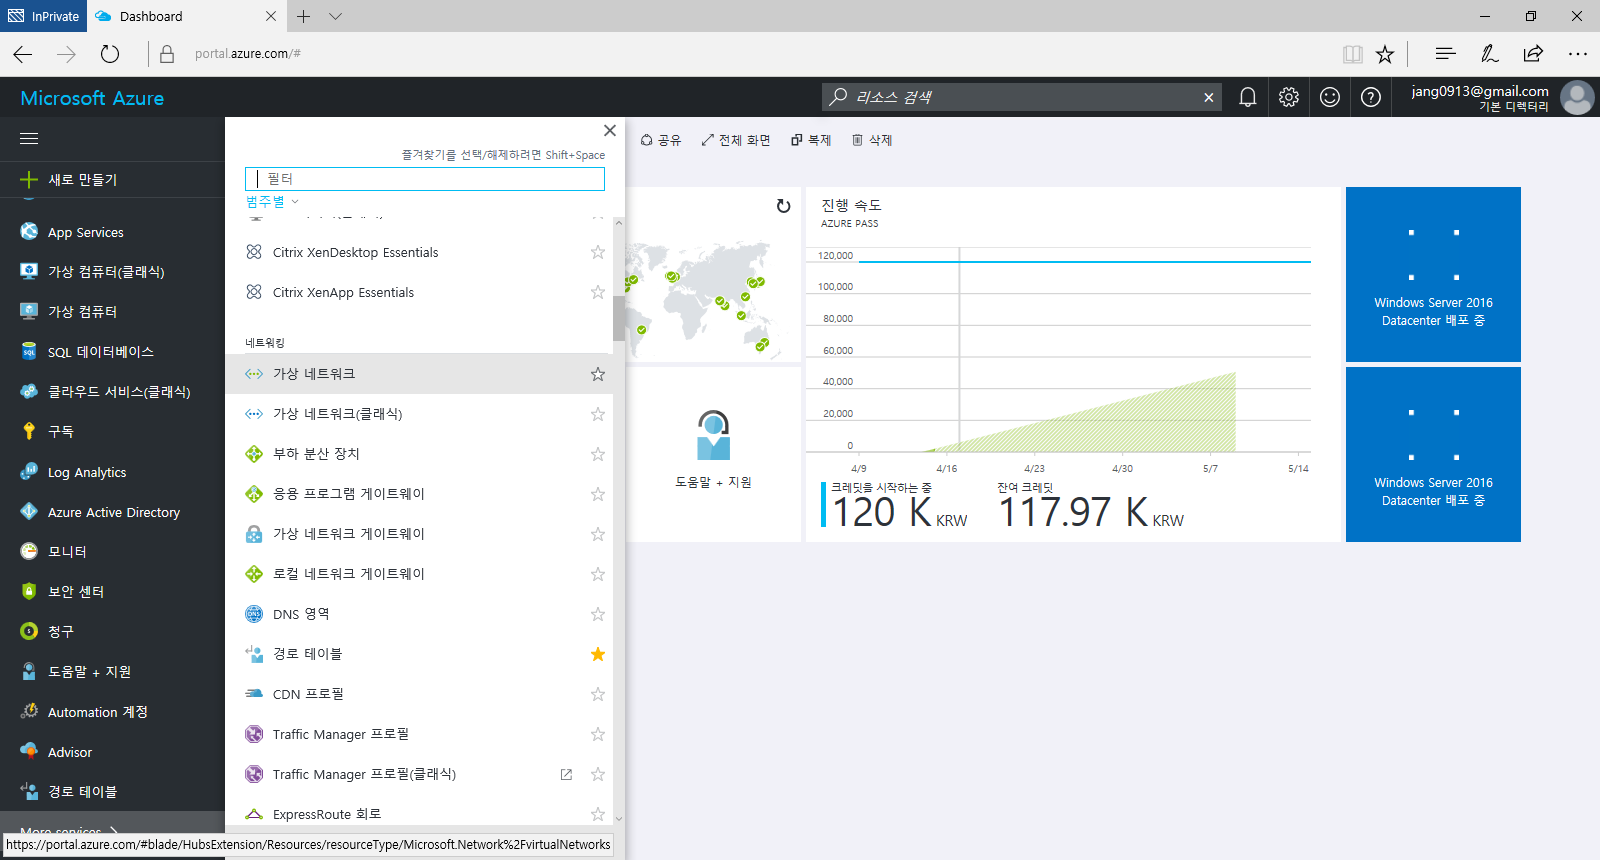 InPrivate
Dashboard
portal.azure.com/#
Microsoft Azure
리소스 검색
jang0913@gmail.com
기본 디렉터리
새로 만들기
App Services
가상 컴퓨터(클래식)
가상 컴퓨터
SQL 데이터베이스
클라우드 서비스(클래식)
구독
Log Analytics
Azure Active Directory
모니터
보안 센터
청구
도움말 + 지원
Automation 계정
Advisor
경로 테이블
More services
즐겨찾기를 선택/해제하려면 Shift+Space
필터
범주별
Citrix XenDesktop Essentials
Citrix XenApp Essentials
네트워킹
가상 네트워크
가상 네트워크(클래식)
부하 분산 장치
응용 프로그램 게이트웨이
가상 네트워크 게이트웨이
로컬 네트워크 게이트웨이
DNS 영역
경로 테이블
CDN 프로필
Traffic Manager 프로필
Traffic Manager 프로필(클래식)
ExpressRoute 회로
https://portal.azure.com/#blade/HubsExtension/Resources/resourceType/Microsoft.Network%2FvirtualNetworks
공유
전체 화면
복제
삭제
도움말 + 지원
진행 속도
AZURE PASS
120,000
100,000
80,000
60,000
40,000
20,000
0
4/9 4/16 4/23 4/30 5/7 5/14
크레딧을 시작하는 중
120 K KRW
잔여 크레딧
117.97 K KRW
Windows Server 2016
Datacenter 배포 중
Windows Server 2016
Datacenter 배포 중